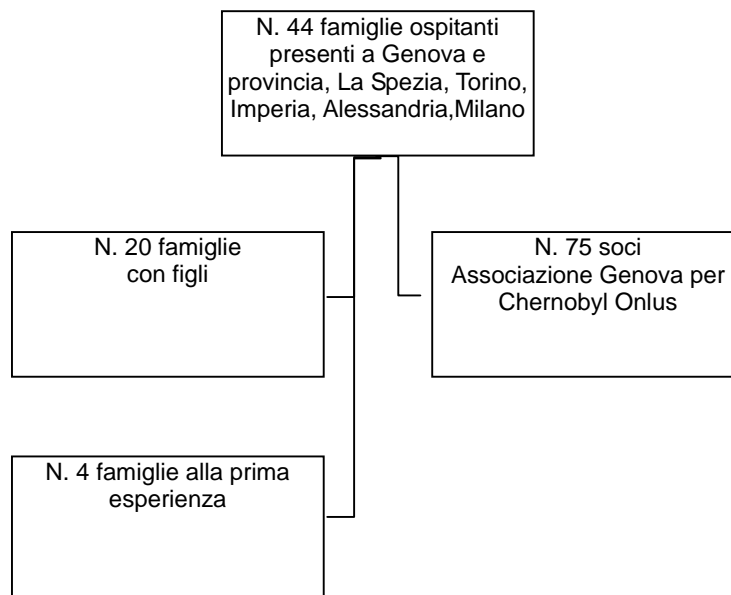 N. 44 famiglie ospitanti
presenti a Genova e
provincia, La Spezia, Torino,
Imperia, Alessandria,Milano
N. 20 famiglie
con figli
N. 75 soci
Associazione Genova per
Chernobyl Onlus
N. 4 famiglie alla prima
esperienza